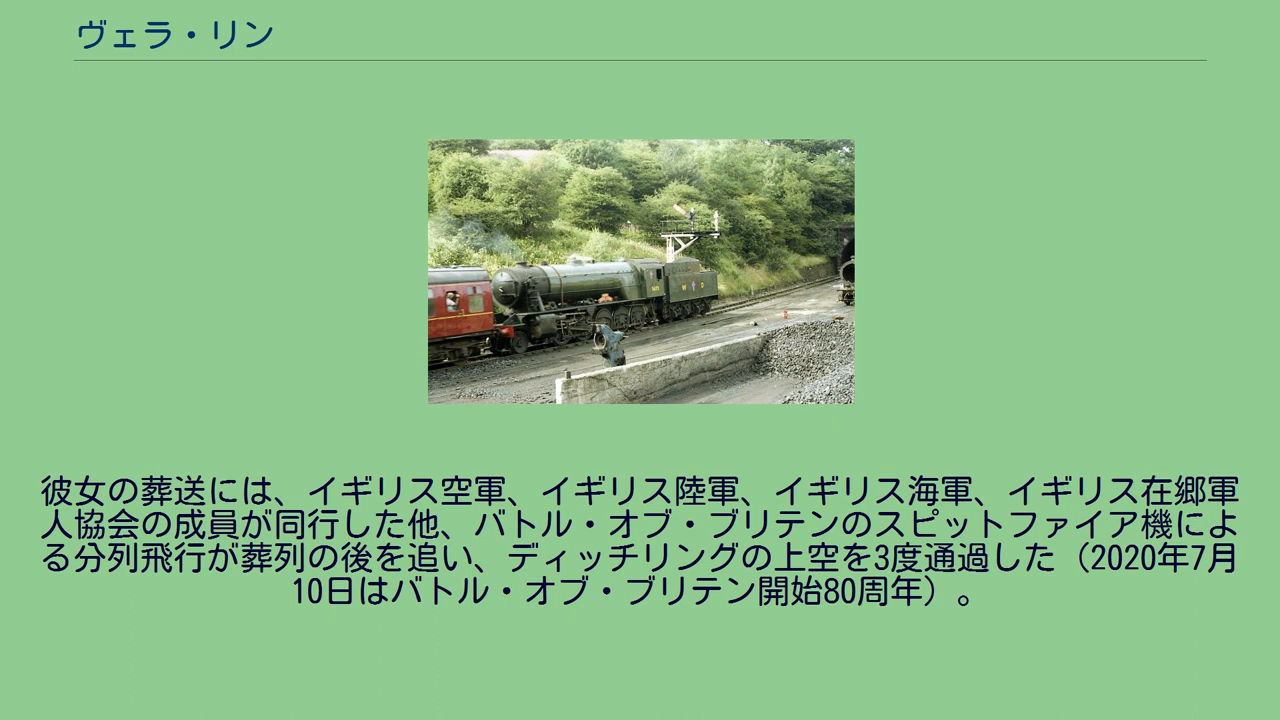 ヴェラ・リン
彼女の葬送には、イギリス空軍、イギリス陸軍、イギリス海軍、イギリス在郷軍
人協会の成員が同行した他、バトル・オブ・ブリテンのスピットファイア機によ
る分列飛行が葬列の後を追い、ディッチリングの上空を3度通過した（2020年7月
10日はバトル・オブ・ブリテン開始80周年）。